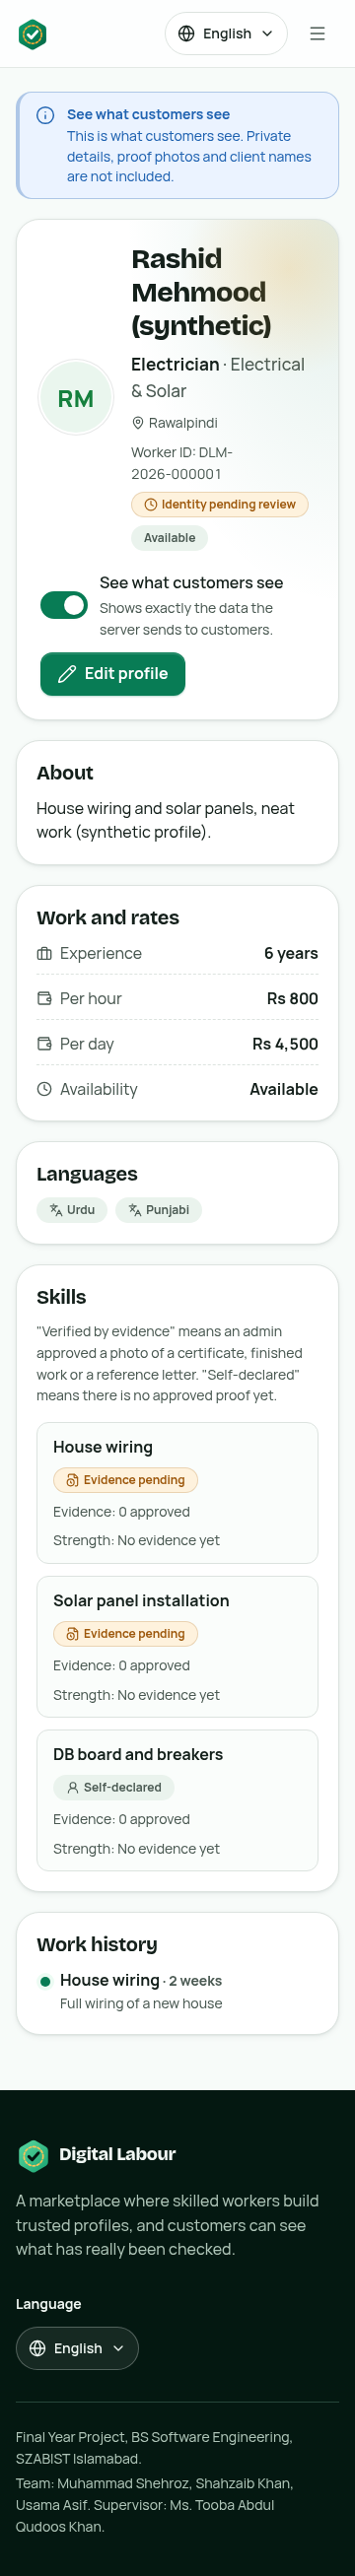 English
See what customers see
This is what customers see. Private
details, proof photos and client names
are not included.
Rashid
Mehmood
(synthetic)
Electrician · Electrical
& Solar
RM
Rawalpindi
Worker ID: DLM-
2026-000001
Identity pending review
Available
See what customers see
Shows exactly the data the
server sends to customers.
Edit profile
About
House wiring and solar panels, neat
work (synthetic profile).
Work and rates
Experience 6 years
Per hour Rs 800
Per day Rs 4,500
Availability Available
Languages
Urdu Punjabi
Skills
"Verified by evidence" means an admin
approved a photo of a certificate, finished
work or a reference letter. "Self-declared"
means there is no approved proof yet.
House wiring
Evidence pending
Evidence: 0 approved
Strength: No evidence yet
Solar panel installation
Evidence pending
Evidence: 0 approved
Strength: No evidence yet
DB board and breakers
Self-declared
Evidence: 0 approved
Strength: No evidence yet
Work history
House wiring · 2 weeks
Full wiring of a new house
Digital Labour
A marketplace where skilled workers build
trusted profiles, and customers can see
what has really been checked.
Language
English
Final Year Project, BS Software Engineering,
SZABIST Islamabad.
Team: Muhammad Shehroz, Shahzaib Khan,
Usama Asif. Supervisor: Ms. Tooba Abdul
Qudoos Khan.